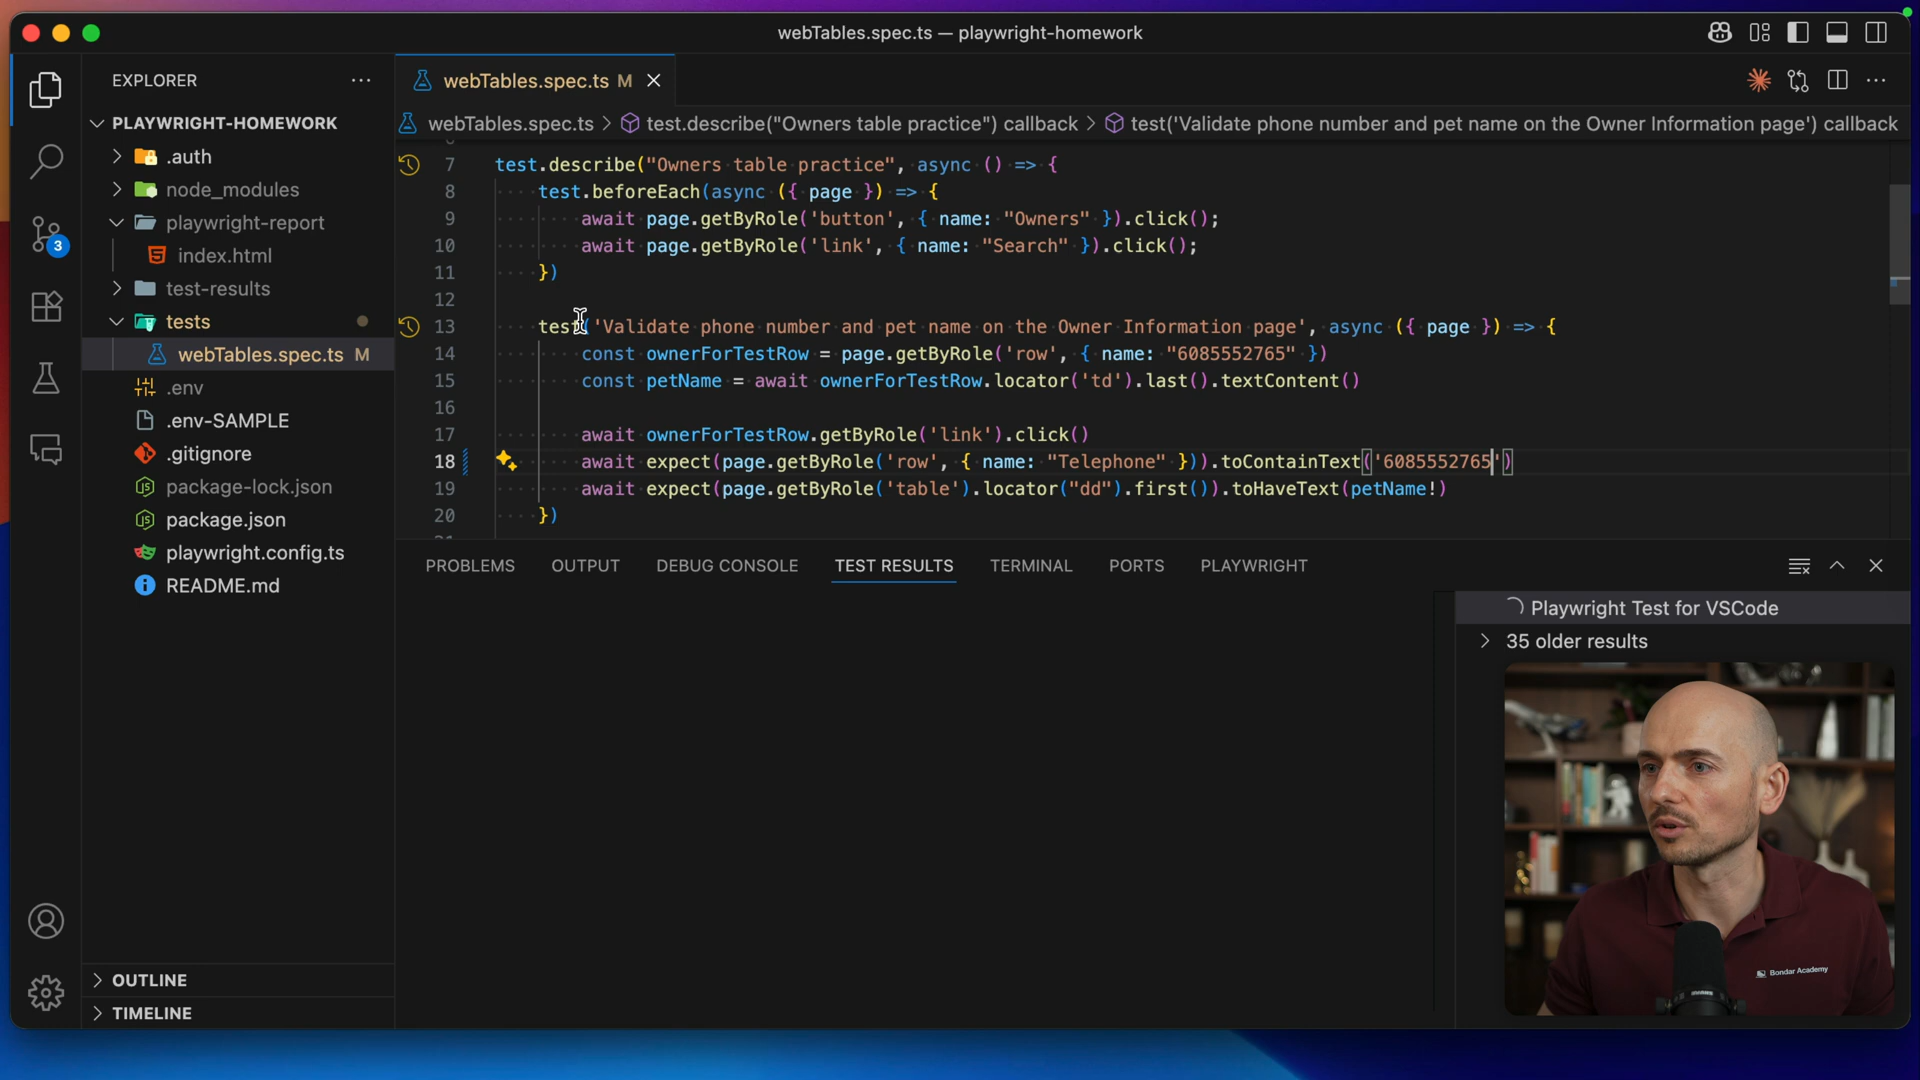 webTables.spec.ts — playwright-homework
EXPLORER
webTables.spec.ts M
PLAYWRIGHT-HOMEWORK
.auth
node_modules
playwright-report
index.html
test-results
tests
webTables.spec.ts M
.env
.env-SAMPLE
.gitignore
package-lock.json
package.json
playwright.config.ts
README.md
3
OUTLINE
TIMELINE
webTables.spec.ts > test.describe("Owners table practice") callback > test('Validate phone number and pet name on the Owner Information page') callback
7 test.describe("Owners table practice", async () => {
8 test.beforeEach(async ({ page }) => {
9 await page.getByRole('button', { name: "Owners" }).click();
10 await page.getByRole('link', { name: "Search" }).click();
11 })
12
13 test('Validate phone number and pet name on the Owner Information page', async ({ page }) => {
14 const ownerForTestRow = page.getByRole('row', { name: "6085552765" })
15 const petName = await ownerForTestRow.locator('td').last().textContent()
16
17 await ownerForTestRow.getByRole('link').click()
18 await expect(page.getByRole('row', { name: "Telephone" })).toContainText('6085552765')
19 await expect(page.getByRole('table').locator("dd").first()).toHaveText(petName!)
20 })
PROBLEMS OUTPUT DEBUG CONSOLE TEST RESULTS TERMINAL PORTS PLAYWRIGHT
Playwright Test for VSCode
35 older results
Bondar Academy